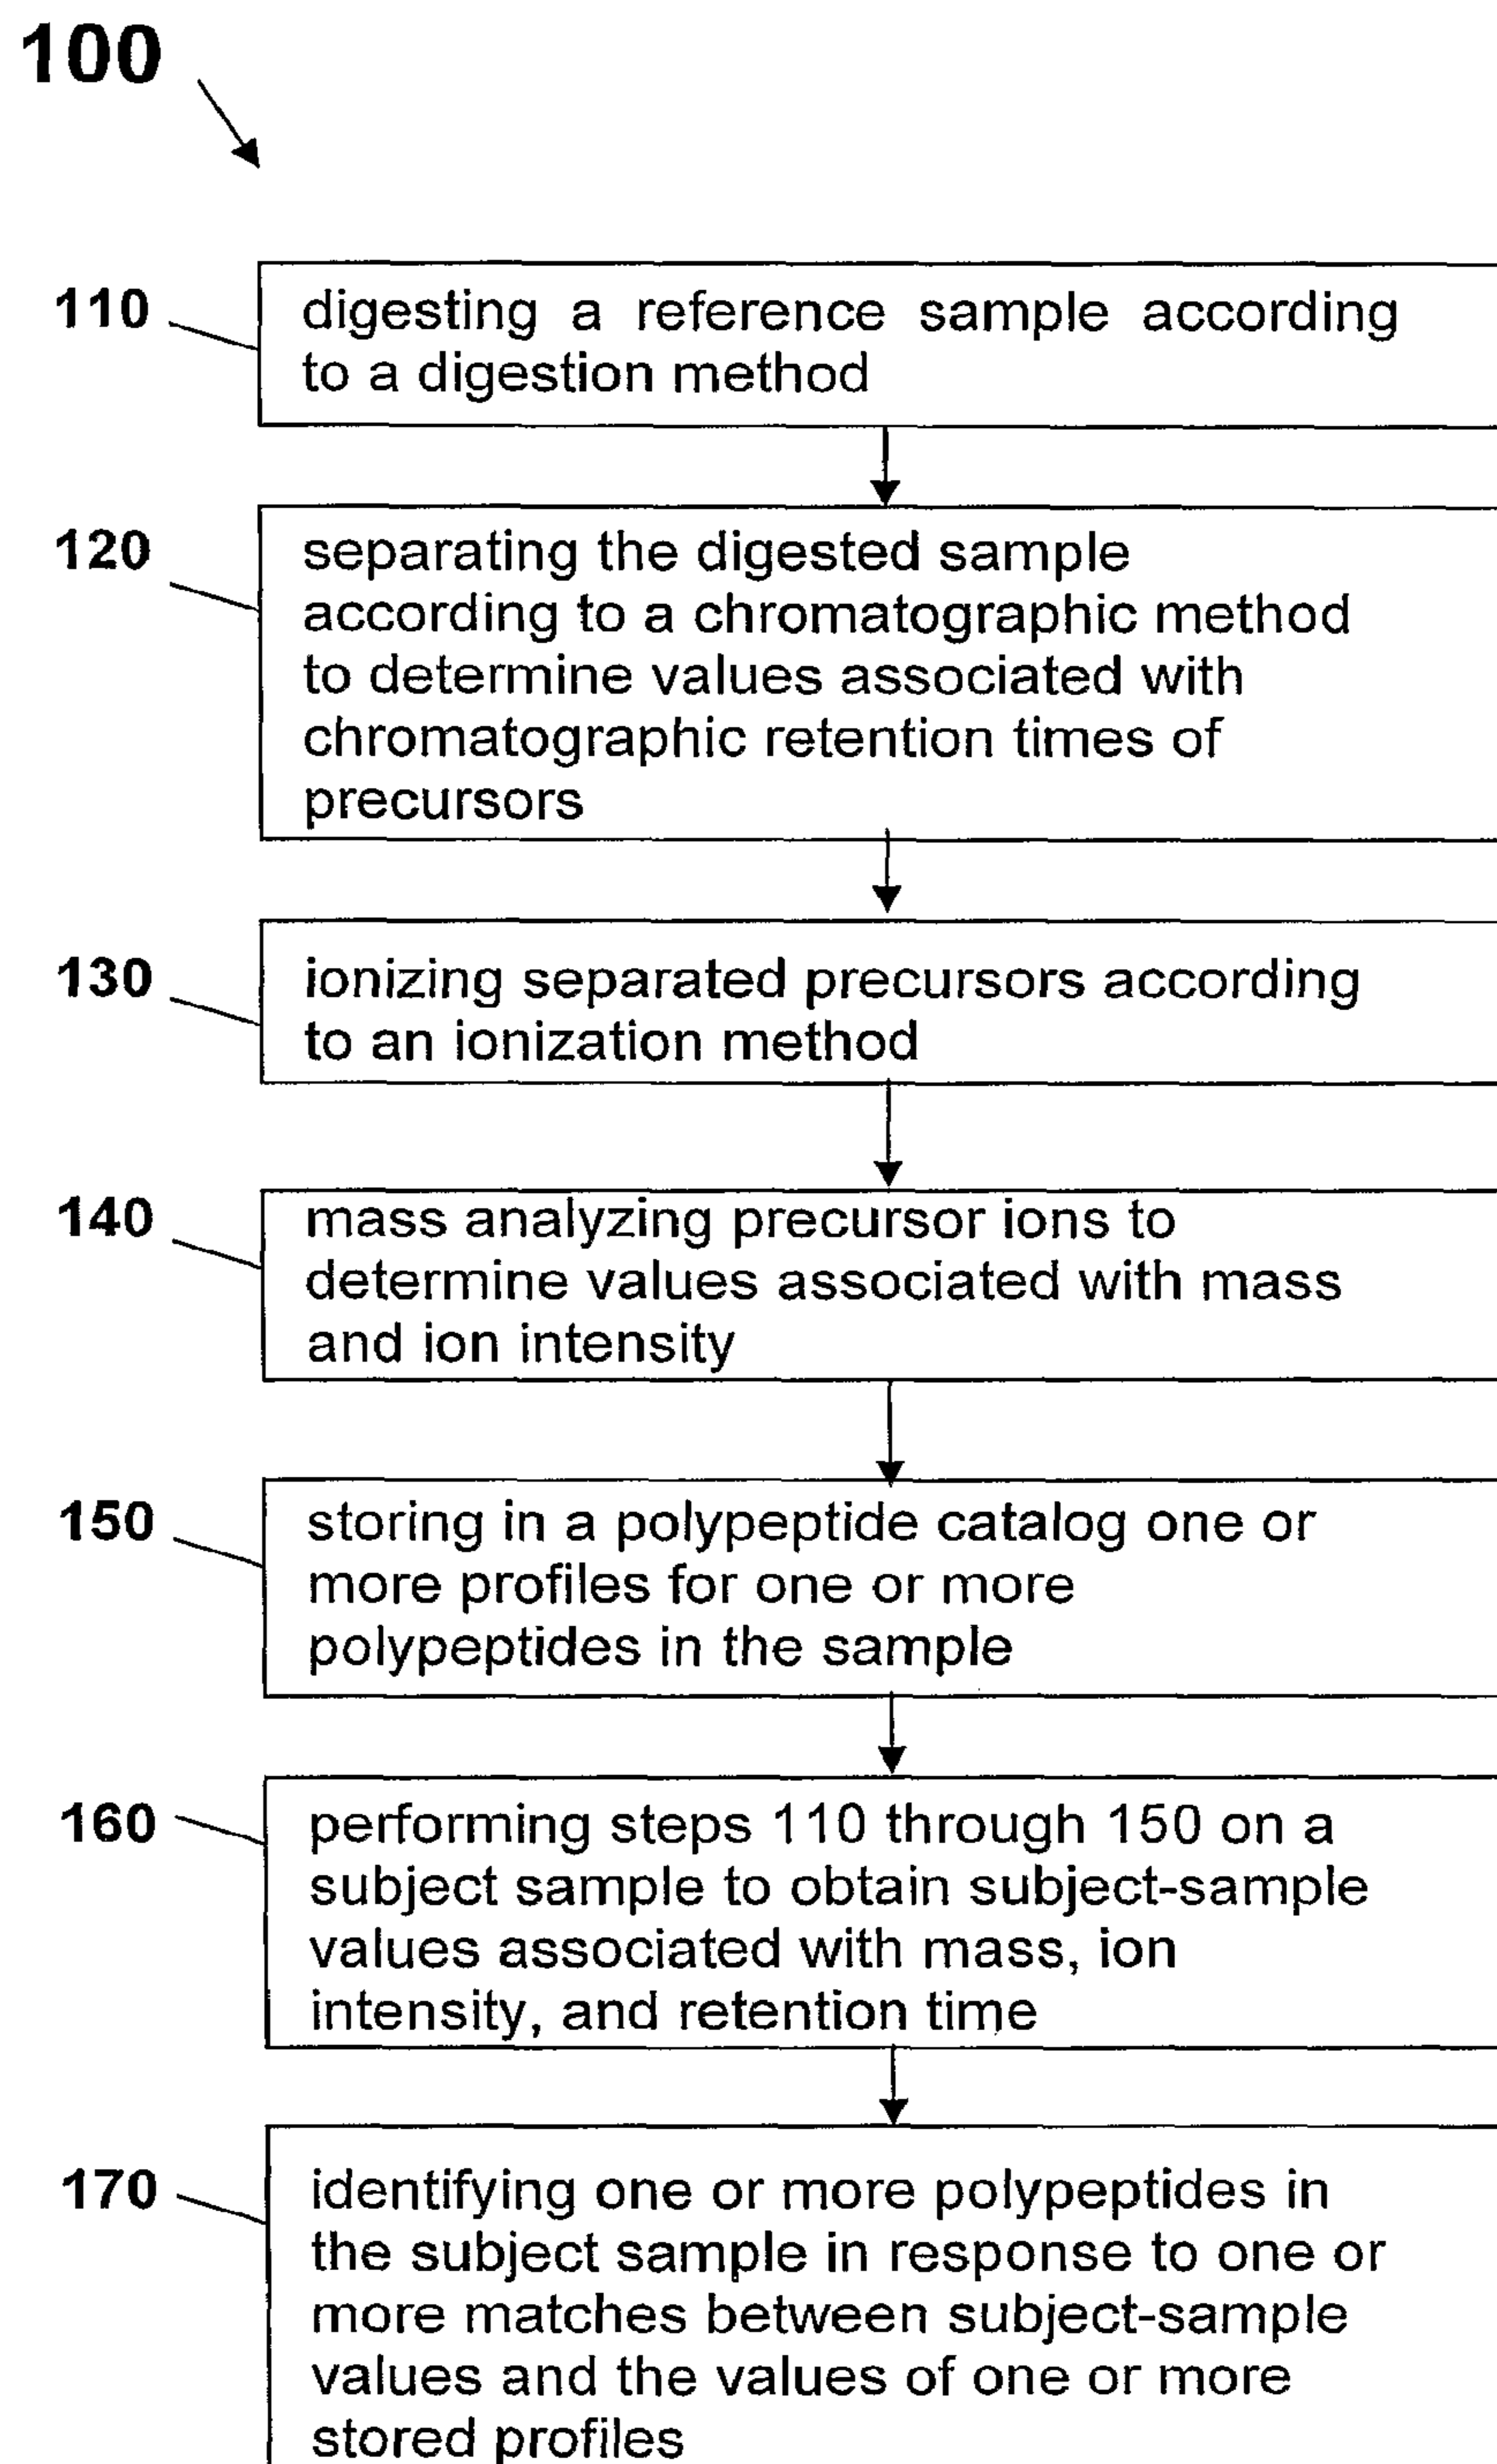 100
110
digesting a reference sample according
to a digestion method
120
separating the digested sample
according to a chromatographic method
to determine values associated with
chromatographic retention times of
precursors
130
ionizing separated precursors according
to an ionization method
140
mass analyzing precursor ions to
determine values associated with mass
and ion intensity
150
storing in a polypeptide catalog one or
more profiles for one or more
polypeptides in the sample
160
performing steps 110 through 150 on a
subject sample to obtain subject-sample
values associated with mass, ion
intensity, and retention time
170
identifying one or more polypeptides in
the subject sample in response to one or
more matches between subject-sample
values and the values of one or more
stored profiles